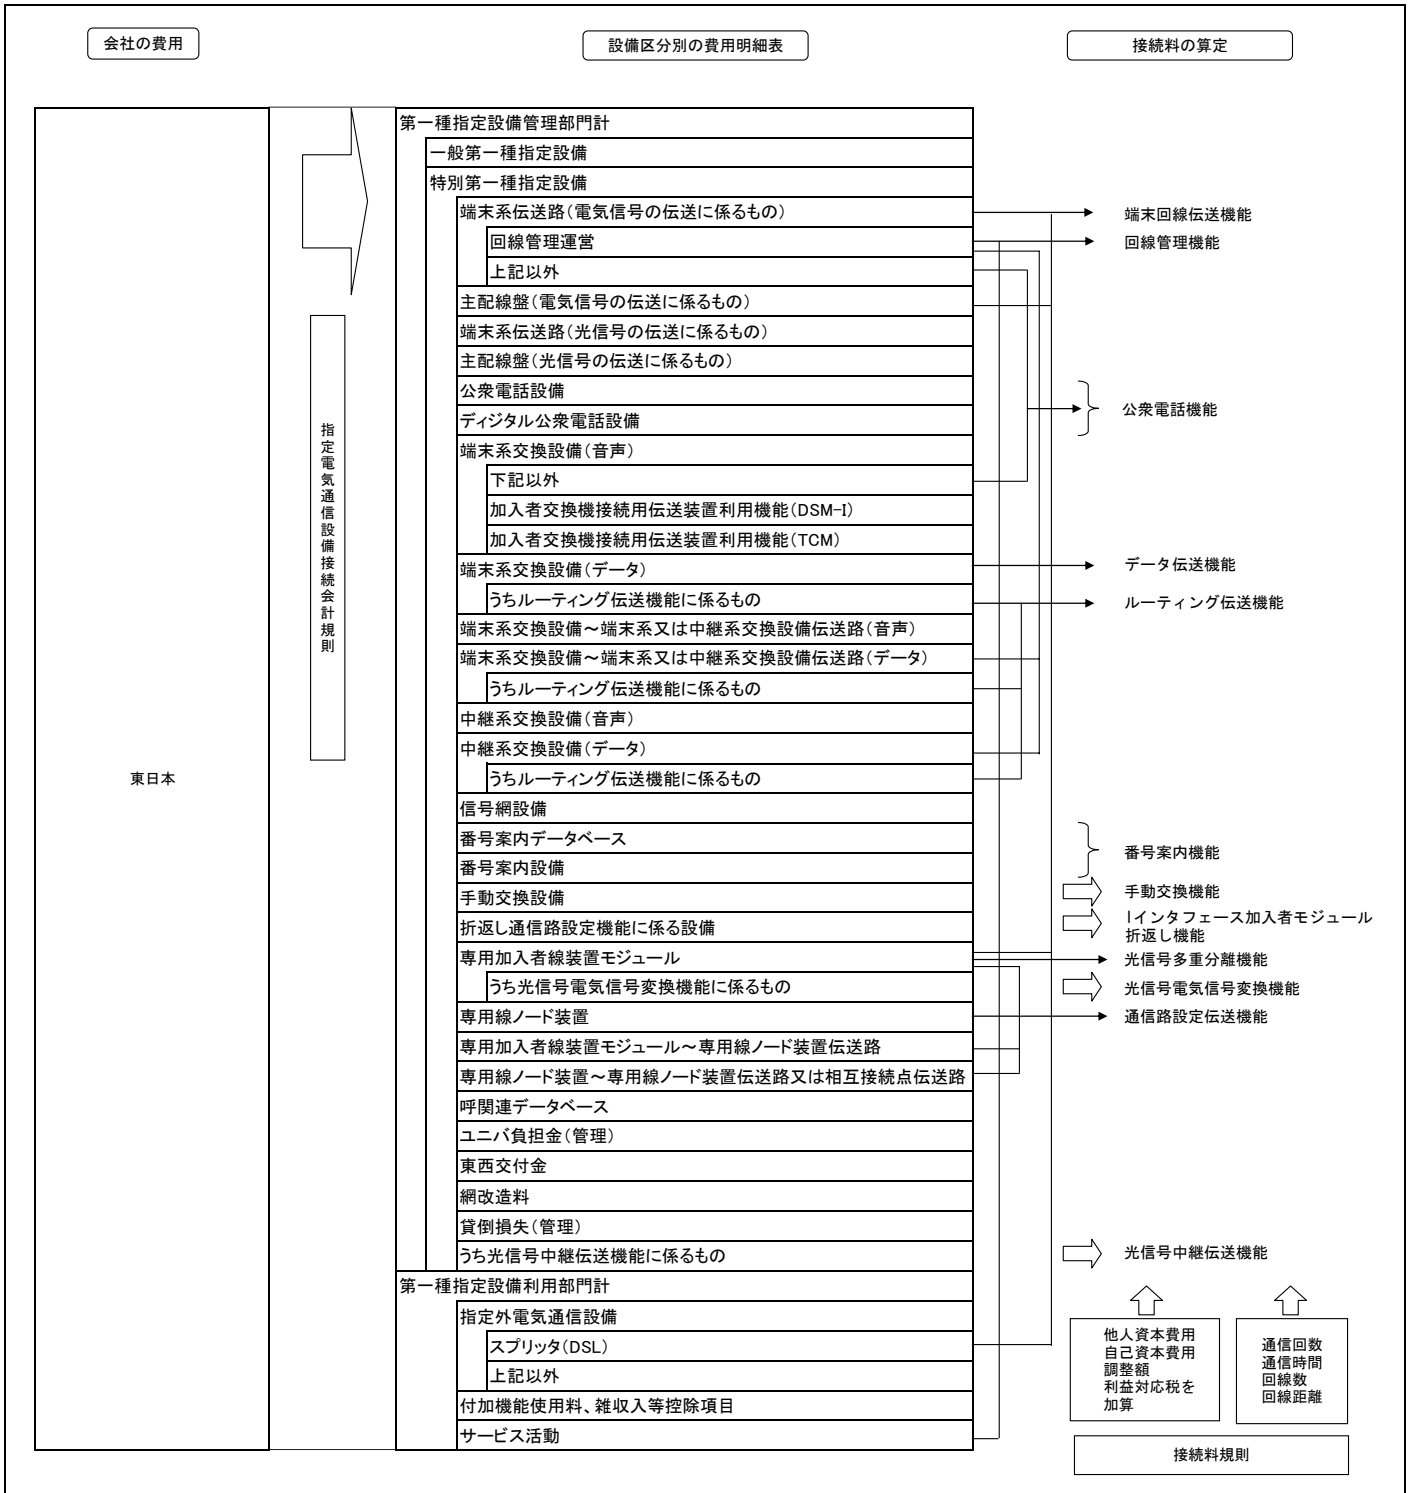 会社の費用
設備区分別の費用明細表
接続料の算定
東日本
指定電気通信設備接続会計規則
第一種指定設備管理部門計
一般第一種指定設備
特別第一種指定設備
端末系伝送路(電気信号の伝送に係るもの)
回線管理運営
上記以外
主配線盤(電気信号の伝送に係るもの)
端末系伝送路(光信号の伝送に係るもの)
主配線盤(光信号の伝送に係るもの)
公衆電話設備
ディジタル公衆電話設備
端末系交換設備(音声)
下記以外
加入者交換機接続用伝送装置利用機能(DSM-I)
加入者交換機接続用伝送装置利用機能(TCM)
端末系交換設備(データ)
うちルーティング伝送機能に係るもの
端末系交換設備~端末系又は中継系交換設備伝送路(音声)
端末系交換設備~端末系又は中継系交換設備伝送路(データ)
うちルーティング伝送機能に係るもの
中継系交換設備(音声)
中継系交換設備(データ)
うちルーティング伝送機能に係るもの
信号網設備
番号案内データベース
番号案内設備
手動交換設備
折返し通信路設定機能に係る設備
専用加入者線装置モジュール
うち光信号電気信号変換機能に係るもの
専用線ノード装置
専用加入者線装置モジュール~専用線ノード装置伝送路
専用線ノード装置~専用線ノード装置伝送路又は相互接続点伝送路
呼関連データベース
ユニバ負担金(管理)
東西交付金
網改造料
貸倒損失(管理)
うち光信号中継伝送機能に係るもの
第一種指定設備利用部門計
指定外電気通信設備
スプリッタ(DSL)
上記以外
付加機能使用料、雑収入等控除項目
サービス活動
端末回線伝送機能
回線管理機能
公衆電話機能
データ伝送機能
ルーティング伝送機能
番号案内機能
手動交換機能
Iインタフェース加入者モジュール
折返し機能
光信号多重分離機能
光信号電気信号変換機能
通信路設定伝送機能
光信号中継伝送機能
他人資本費用
自己資本費用
調整額
利益対応税を
加算
通信回数
通信時間
回線数
回線距離
接続料規則